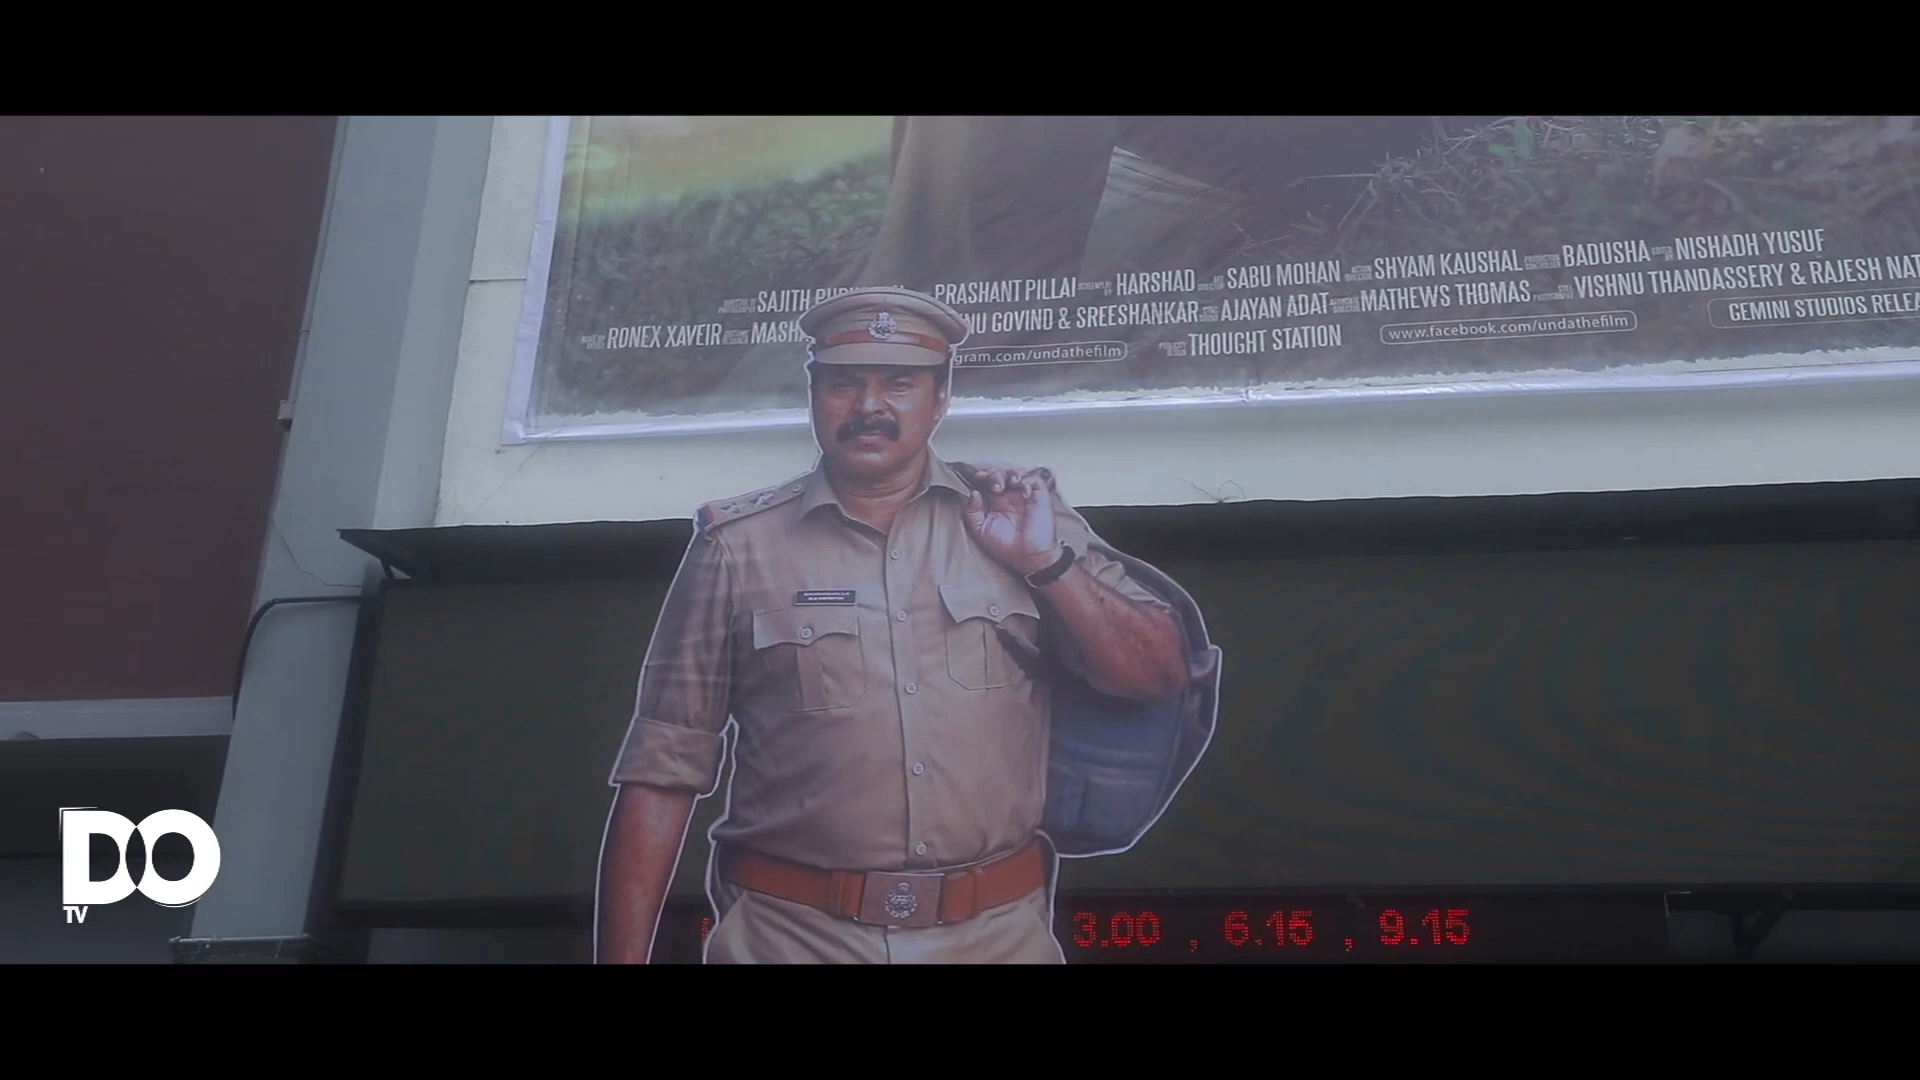 SAJITH PRASHANT PILLAI HARSHAD SABU MOHAN SHYAM KAUSHAL BADUSHA NISHADH YUSUF
RONEX XAVEIR GOVIND & SREESHANKAR AJAYAN ADAT MATHEWS THOMAS VISHNU THANDASSERY & RAJESH NAT
gram.com/undathefilm THOUGHT STATION www.facebook.com/undathefilm GEMINI STUDIOS RELEA
3.00 , 6.15 , 9.15
DO
TV